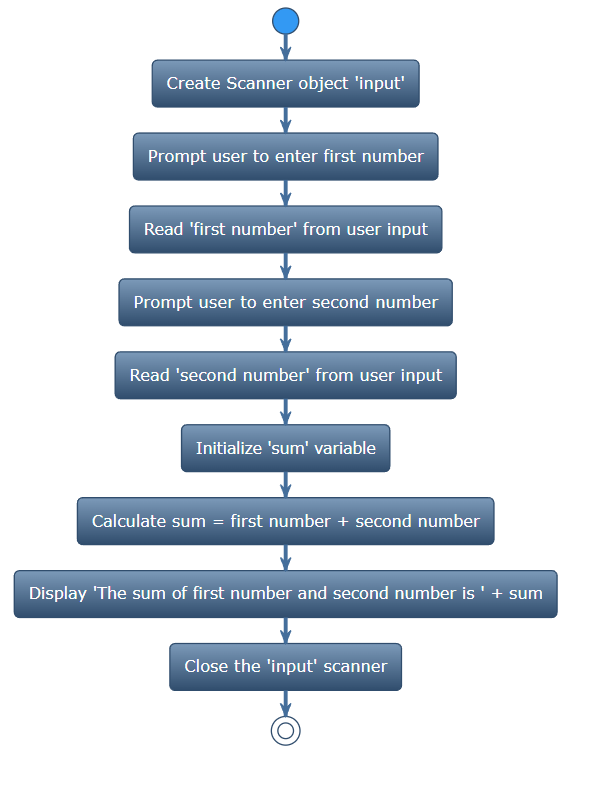 Create Scanner object 'input'
Prompt user to enter first number
Read 'first number' from user input
Prompt user to enter second number
Read 'second number' from user input
Initialize 'sum' variable
Calculate sum = first number + second number
Display 'The sum of first number and second number is ' + sum
Close the 'input' scanner